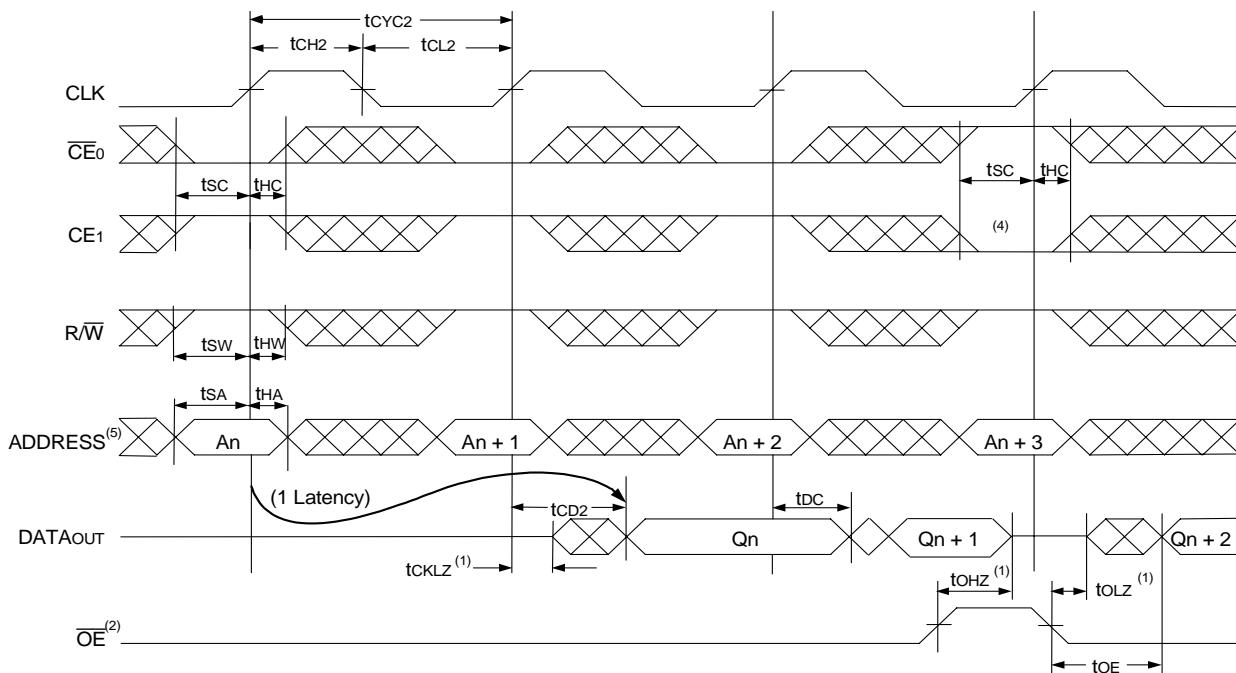 tCYC2
tCH2
tCL2
CLK
CE0
tSC
tHC
tSC
tHC
CE1
(4)
R/W
tSW
tHW
tSA
tHA
ADDRESS(5)
An
An + 1
An + 2
An + 3
(1 Latency)
tCD2
tDC
DATAOUT
Qn
Qn + 1
Qn + 2
tCKLZ(1)
tOHZ(1)
tOLZ(1)
OE(2)
tOE